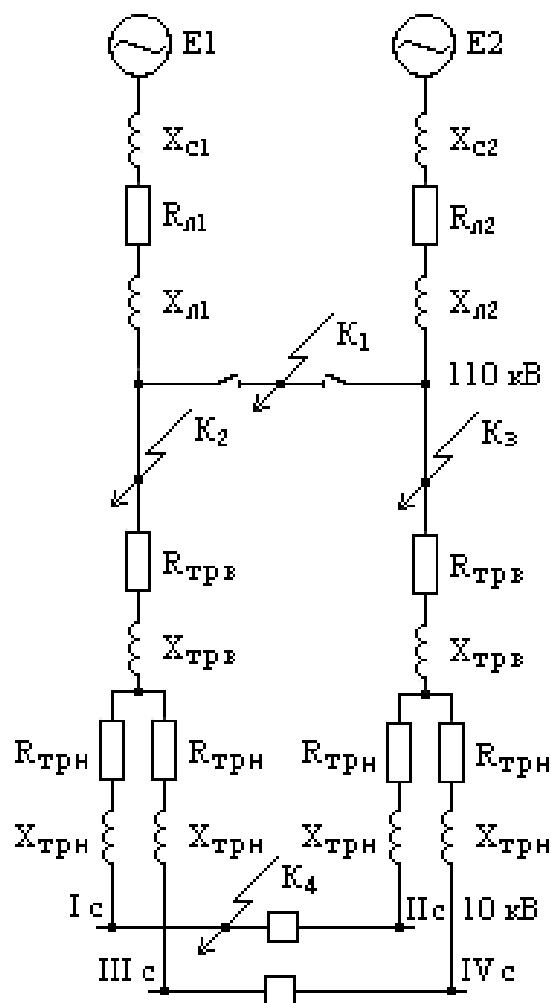 E1 E2
Xc1 Xc2
Rл1 Rл2
Xл1 Xл2
K1
110 кВ
K2 K3
Rтрв Rтрв
Xтрв Xтрв
Rтрн Rтрн Rтрн Rтрн
Xтрн Xтрн Xтрн Xтрн
K4
I с II с 10 кВ
III с IV с